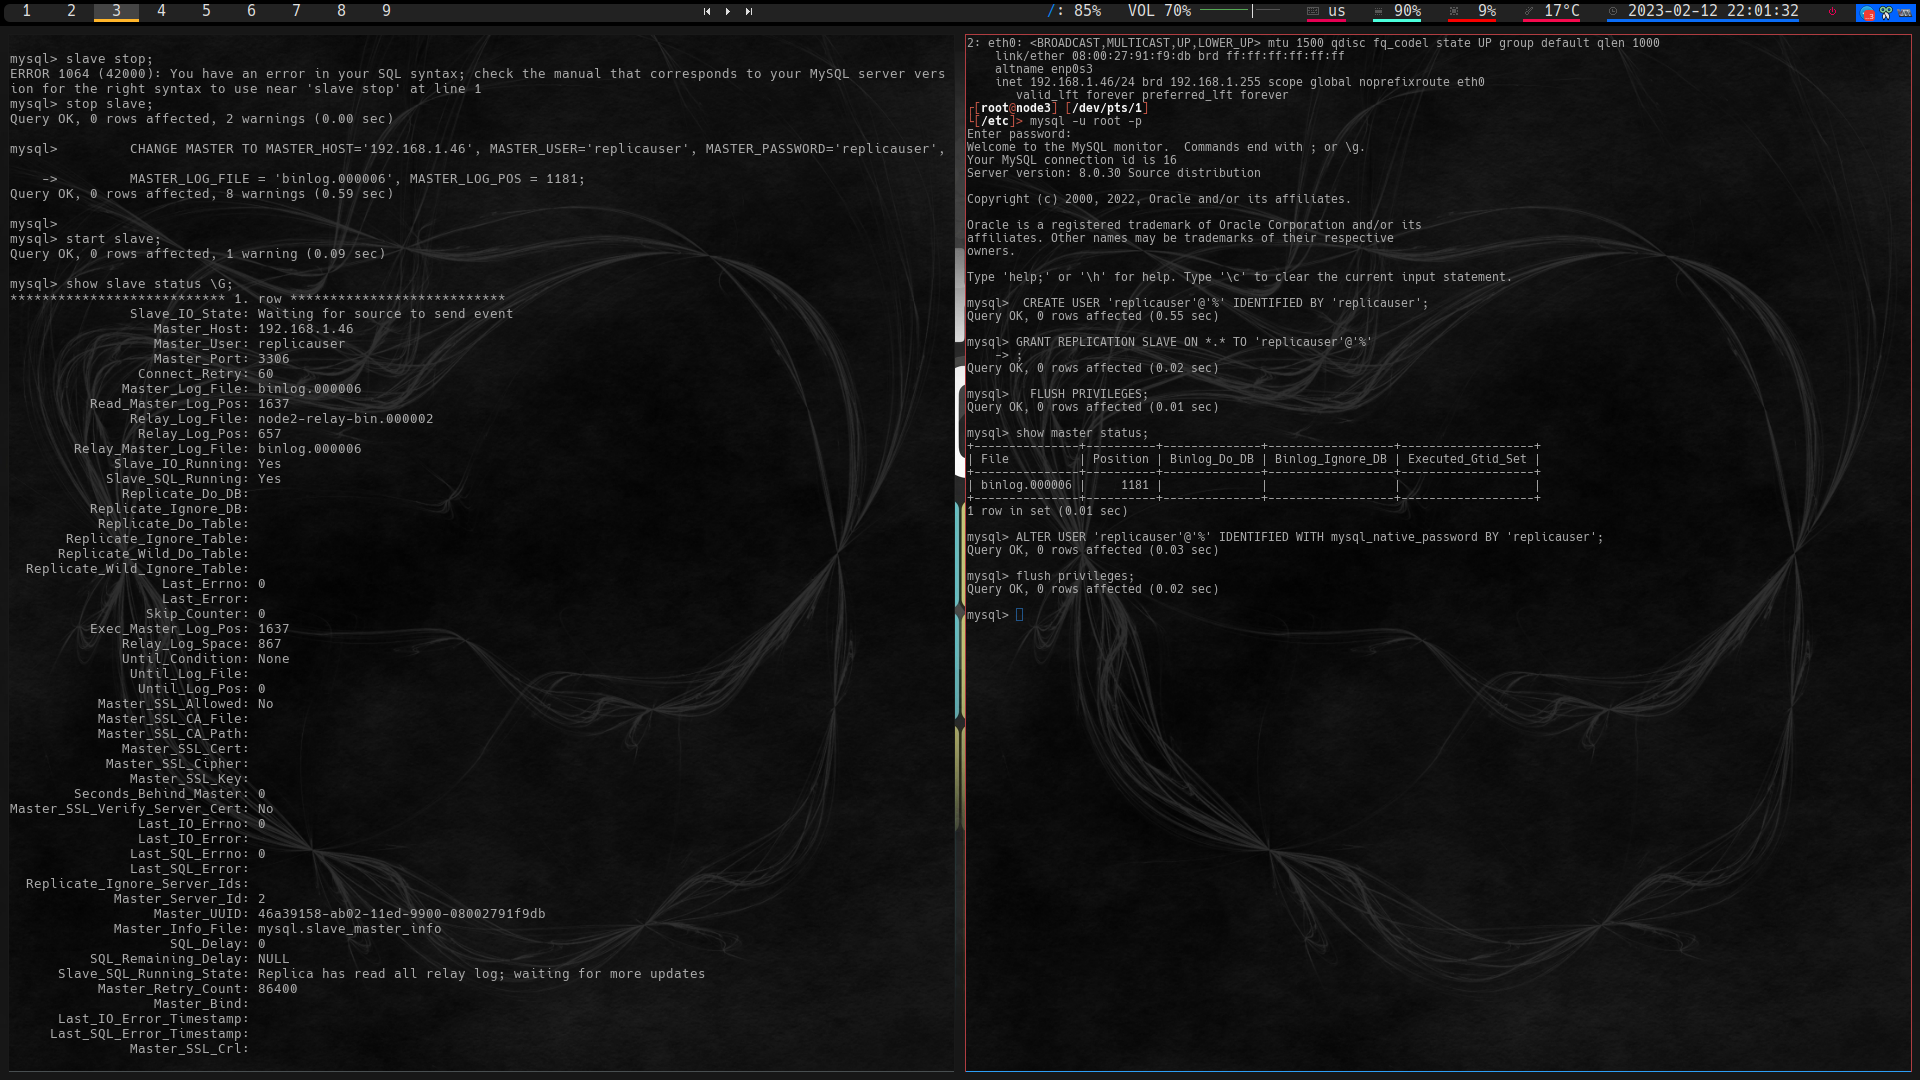 1 2 3 4 5 6 7 8 9 /: 85% VOL 70% us 90% 9% 17°C 2023-02-12 22:01:32
mysql> slave stop;
ERROR 1064 (42000): You have an error in your SQL syntax; check the manual that corresponds to your MySQL server vers
ion for the right syntax to use near 'slave stop' at line 1
mysql> stop slave;
Query OK, 0 rows affected, 2 warnings (0.00 sec)
mysql>         CHANGE MASTER TO MASTER_HOST='192.168.1.46', MASTER_USER='replicauser', MASTER_PASSWORD='replicauser',
    ->         MASTER_LOG_FILE = 'binlog.000006', MASTER_LOG_POS = 1181;
Query OK, 0 rows affected, 8 warnings (0.59 sec)
mysql>
mysql> start slave;
Query OK, 0 rows affected, 1 warning (0.09 sec)
mysql> show slave status \G;
*************************** 1. row ***************************
Slave_IO_State: Waiting for source to send event
Master_Host: 192.168.1.46
Master_User: replicauser
Master_Port: 3306
Connect_Retry: 60
Master_Log_File: binlog.000006
Read_Master_Log_Pos: 1637
Relay_Log_File: node2-relay-bin.000002
Relay_Log_Pos: 657
Relay_Master_Log_File: binlog.000006
Slave_IO_Running: Yes
Slave_SQL_Running: Yes
Replicate_Do_DB:
Replicate_Ignore_DB:
Replicate_Do_Table:
Replicate_Ignore_Table:
Replicate_Wild_Do_Table:
Replicate_Wild_Ignore_Table:
Last_Errno: 0
Last_Error:
Skip_Counter: 0
Exec_Master_Log_Pos: 1637
Relay_Log_Space: 867
Until_Condition: None
Until_Log_File:
Until_Log_Pos: 0
Master_SSL_Allowed: No
Master_SSL_CA_File:
Master_SSL_CA_Path:
Master_SSL_Cert:
Master_SSL_Cipher:
Master_SSL_Key:
Seconds_Behind_Master: 0
Master_SSL_Verify_Server_Cert: No
Last_IO_Errno: 0
Last_IO_Error:
Last_SQL_Errno: 0
Last_SQL_Error:
Replicate_Ignore_Server_Ids:
Master_Server_Id: 2
Master_UUID: 46a39158-ab02-11ed-9900-08002791f9db
Master_Info_File: mysql.slave_master_info
SQL_Delay: 0
SQL_Remaining_Delay: NULL
Slave_SQL_Running_State: Replica has read all relay log; waiting for more updates
Master_Retry_Count: 86400
Master_Bind:
Last_IO_Error_Timestamp:
Last_SQL_Error_Timestamp:
Master_SSL_Crl:
2: eth0: <BROADCAST,MULTICAST,UP,LOWER_UP> mtu 1500 qdisc fq_codel state UP group default qlen 1000
    link/ether 08:00:27:91:f9:db brd ff:ff:ff:ff:ff:ff
    altname enp0s3
    inet 192.168.1.46/24 brd 192.168.1.255 scope global noprefixroute eth0
       valid_lft forever preferred_lft forever
┌[root@node3] [/dev/pts/1]
└[/etc]> mysql -u root -p
Enter password:
Welcome to the MySQL monitor.  Commands end with ; or \g.
Your MySQL connection id is 16
Server version: 8.0.30 Source distribution
Copyright (c) 2000, 2022, Oracle and/or its affiliates.
Oracle is a registered trademark of Oracle Corporation and/or its
affiliates. Other names may be trademarks of their respective
owners.
Type 'help;' or '\h' for help. Type '\c' to clear the current input statement.
mysql>  CREATE USER 'replicauser'@'%' IDENTIFIED BY 'replicauser';
Query OK, 0 rows affected (0.55 sec)
mysql> GRANT REPLICATION SLAVE ON *.* TO 'replicauser'@'%'
    -> ;
Query OK, 0 rows affected (0.02 sec)
mysql>   FLUSH PRIVILEGES;
Query OK, 0 rows affected (0.01 sec)
mysql> show master status;
+---------------+----------+--------------+------------------+-------------------+
| File          | Position | Binlog_Do_DB | Binlog_Ignore_DB | Executed_Gtid_Set |
+---------------+----------+--------------+------------------+-------------------+
| binlog.000006 |     1181 |              |                  |                   |
+---------------+----------+--------------+------------------+-------------------+
1 row in set (0.01 sec)
mysql> ALTER USER 'replicauser'@'%' IDENTIFIED WITH mysql_native_password BY 'replicauser';
Query OK, 0 rows affected (0.03 sec)
mysql> flush privileges;
Query OK, 0 rows affected (0.02 sec)
mysql>